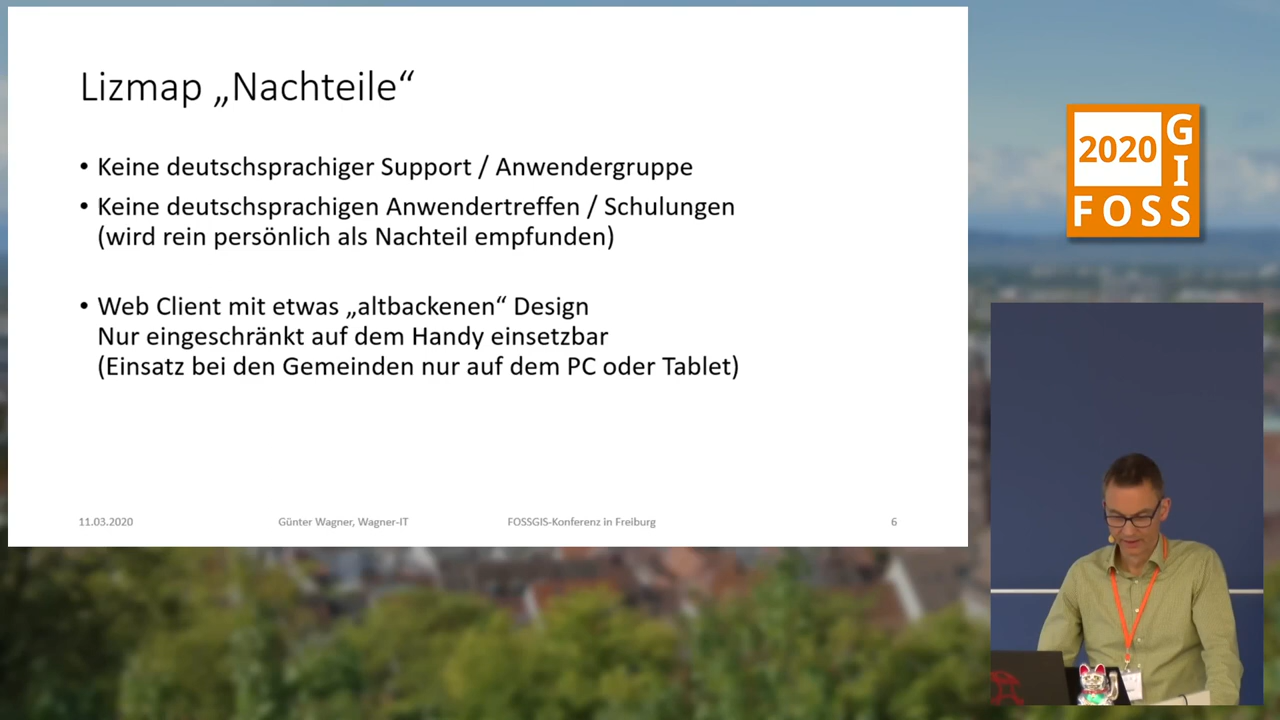 Lizmap „Nachteile“
• Keine deutschsprachiger Support / Anwendergruppe
• Keine deutschsprachigen Anwendertreffen / Schulungen
(wird rein persönlich als Nachteil empfunden)
• Web Client mit etwas „altbackenen“ Design
Nur eingeschränkt auf dem Handy einsetzbar
(Einsatz bei den Gemeinden nur auf dem PC oder Tablet)
11.03.2020 Günter Wagner, Wagner-IT FOSSGIS-Konferenz in Freiburg 6
2020
GI
FOSS